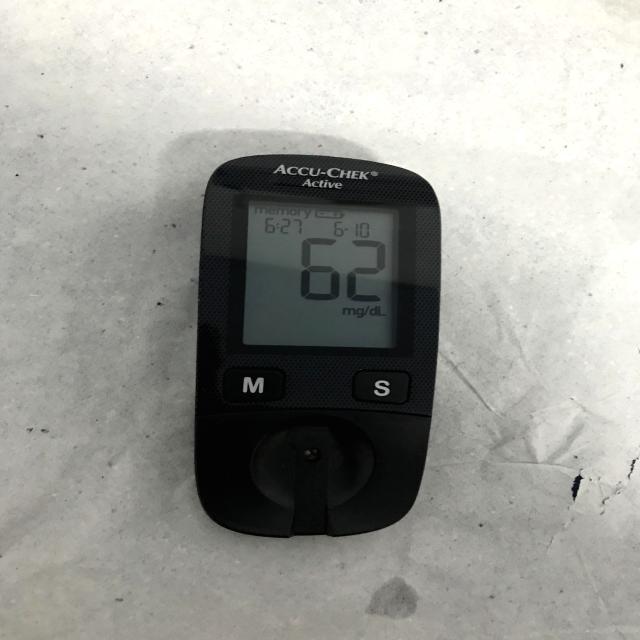 ACCU-CHEK®
Active
memory
6:27 6-10
62
mg/dL
M S